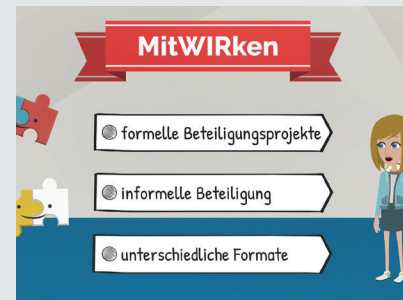 MitWIRken
formelle Beteiligungsprojekte
informelle Beteiligung
unterschiedliche Formate